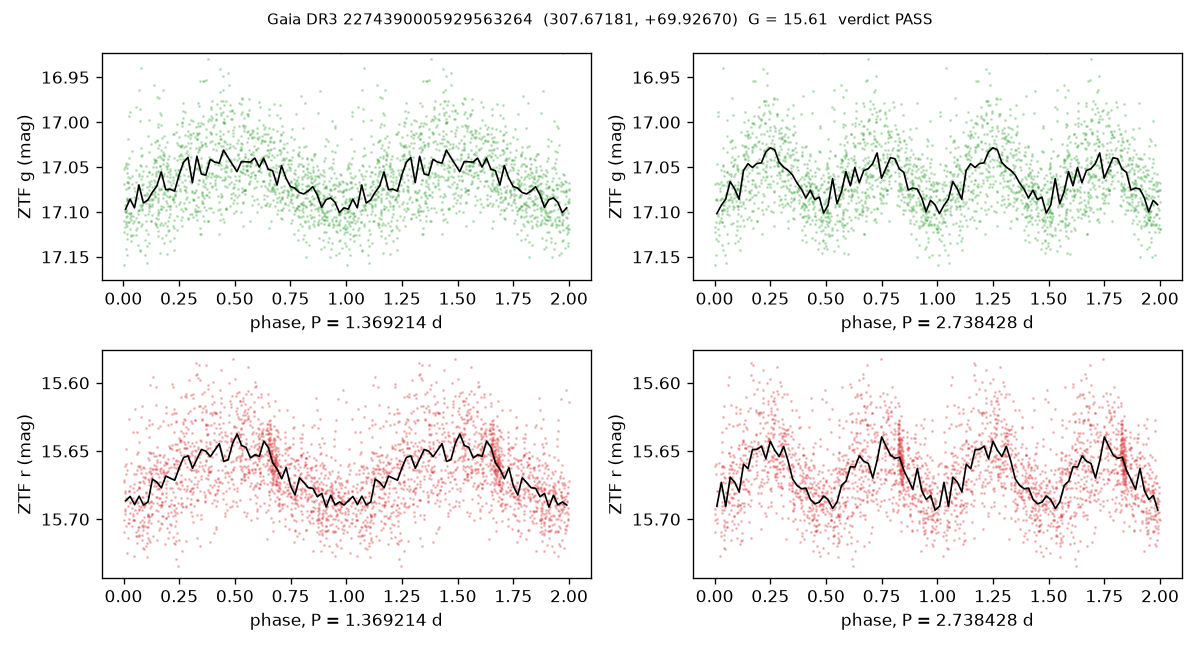 Gaia DR3 2274390005929563264  (307.67181, +69.92670)  G = 15.61  verdict PASS
ZTF g (mag)
16.95
17.00
17.05
17.10
17.15
0.00 0.25 0.50 0.75 1.00 1.25 1.50 1.75 2.00
phase, P = 1.369214 d
ZTF g (mag)
16.95
17.00
17.05
17.10
17.15
0.00 0.25 0.50 0.75 1.00 1.25 1.50 1.75 2.00
phase, P = 2.738428 d
ZTF r (mag)
15.60
15.65
15.70
0.00 0.25 0.50 0.75 1.00 1.25 1.50 1.75 2.00
phase, P = 1.369214 d
ZTF r (mag)
15.60
15.65
15.70
0.00 0.25 0.50 0.75 1.00 1.25 1.50 1.75 2.00
phase, P = 2.738428 d